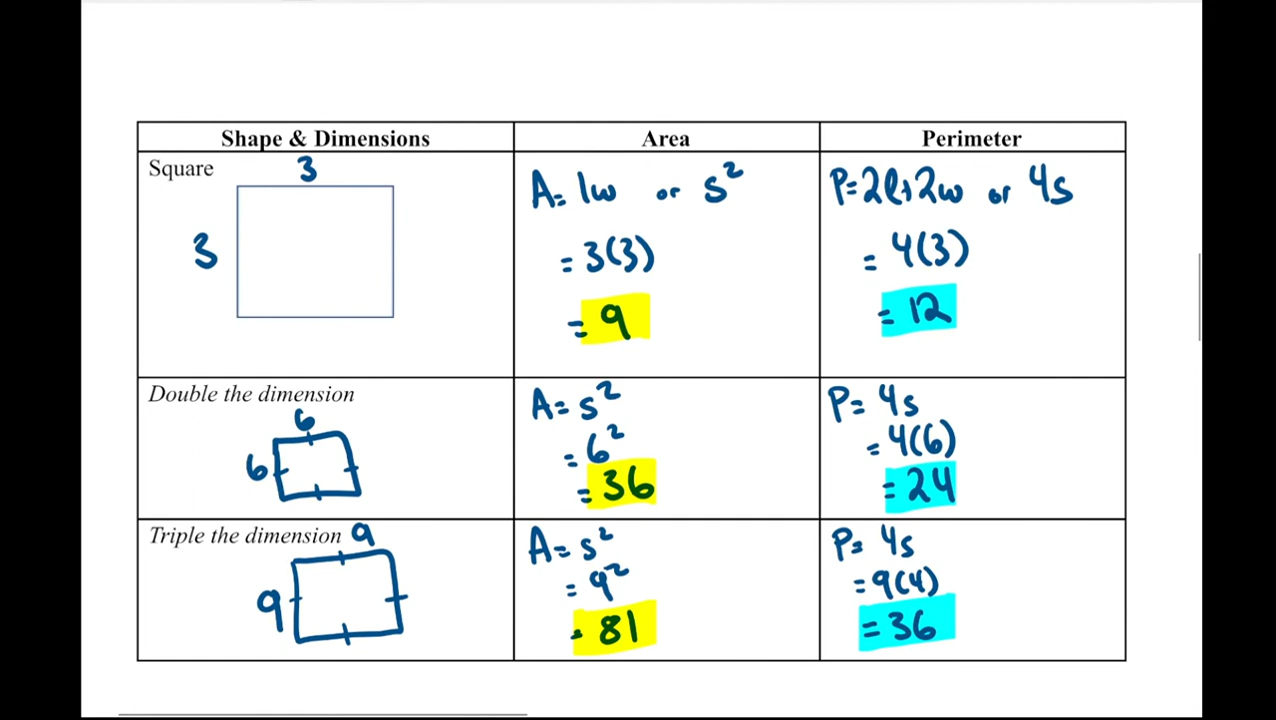 Shape & Dimensions Area Perimeter
Square
3
3
A = lw or s²
= 3(3)
= 9
P = 2l + 2w or 4s
= 4(3)
= 12
Double the dimension
6
6
A = s²
= 6²
= 36
P = 4s
= 4(6)
= 24
Triple the dimension
9
9
A = s²
= 9²
= 81
P = 4s
= 9(4)
= 36